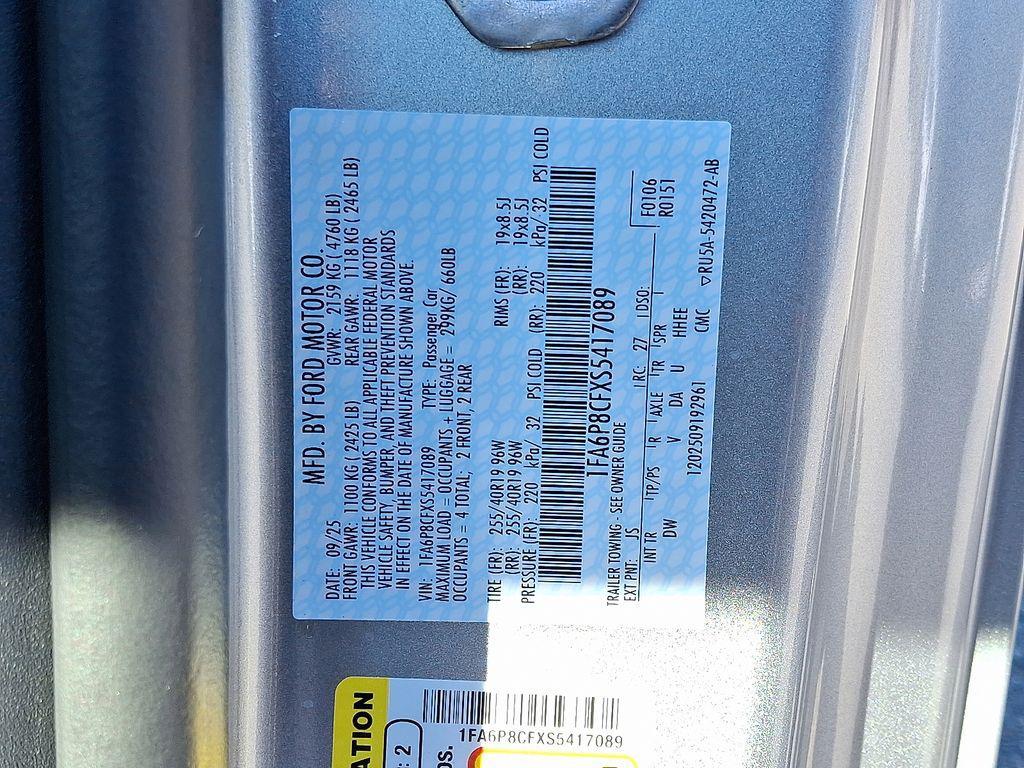 MFD. BY FORD MOTOR CO.
DATE: 09/25 GVWR: 2159 KG ( 4760 LB)
FRONT GAWR: 1100 KG ( 2425 LB) REAR GAWR: 1118 KG ( 2465 LB)
THIS VEHICLE CONFORMS TO ALL APPLICABLE FEDERAL MOTOR
VEHICLE SAFETY, BUMPER, AND THEFT PREVENTION STANDARDS
IN EFFECT ON THE DATE OF MANUFACTURE SHOWN ABOVE.
VIN: 1FA6P8CFXS5417089 TYPE: Passenger Car
MAXIMUM LOAD = OCCUPANTS + LUGGAGE = 299KG/ 660LB
OCCUPANTS = 4 TOTAL, 2 FRONT, 2 REAR
TIRE (FR): 255/40R19 96W RIMS (FR): 19x8.5J
(RR): 255/40R19 96W (RR): 19x8.5J
PRESSURE (FR): 220 kPa/ 32 PSI COLD (RR): 220 kPa/ 32 PSI COLD
1FA6P8CFXS5417089
TRAILER TOWING - SEE OWNER GUIDE
EXT PNT: JS RC: 27 DSO: F0106
R0151
INT TR TP/PS R AXLE TR SPR
DW V DA U HHEE
1202509192961 CMC ▽RU5A-5420472-AB
ATION
: 2
OS.
1FA6P8CFXS5417089